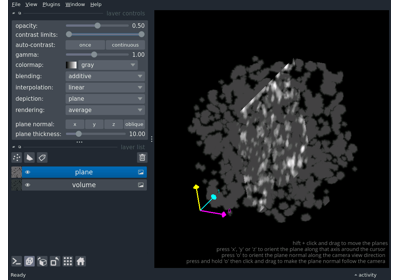 File View Plugins Window Help
layer controls
opacity: 0.50
contrast limits:
auto-contrast: once continuous
gamma: 1.00
colormap: gray
blending: additive
interpolation: linear
depiction: plane
rendering: average
plane normal: x y z oblique
plane thickness: 10.00
layer list
plane
volume
hift + click and drag to move the planes
press 'x', 'y' or 'z' to orient the plane along that axis around the cursor
press 'o' to orient the plane normal along the camera view direction
press and hold 'o' then click and drag to make the plane normal follow the camera
Ready
activity